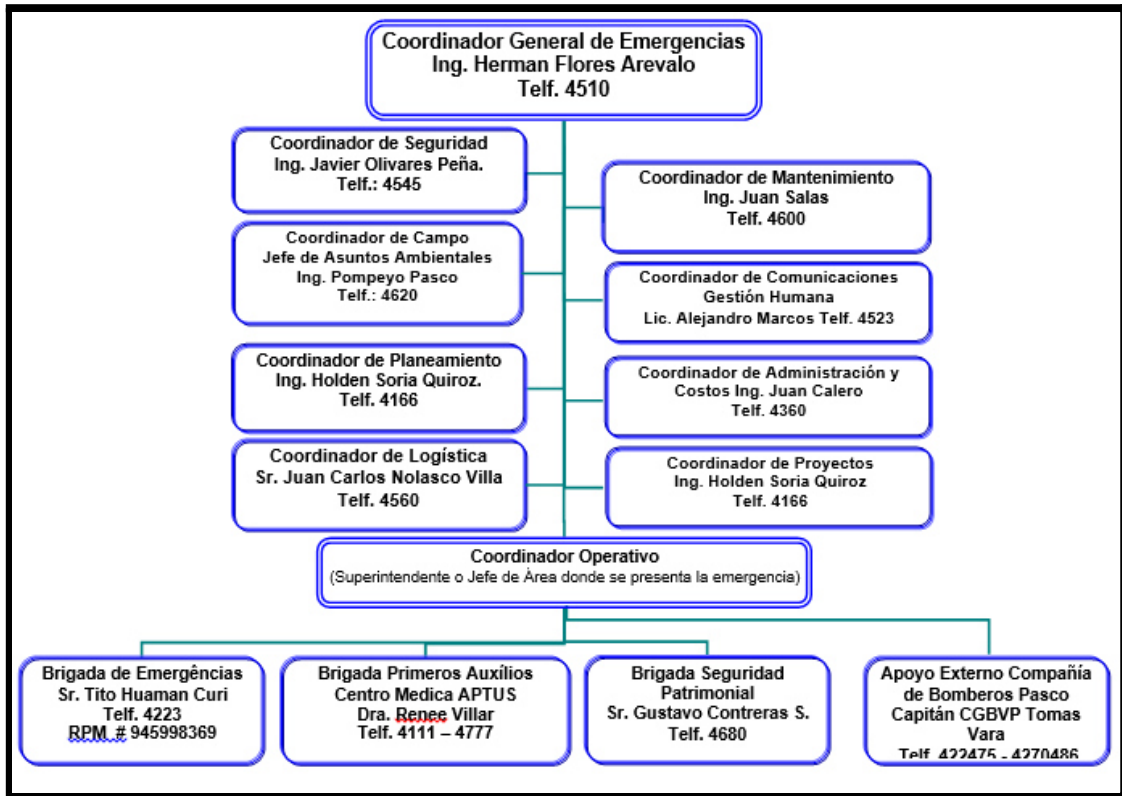 Coordinador General de Emergencias
Ing. Herman Flores Arevalo
Telf. 4510
Coordinador de Seguridad
Ing. Javier Olivares Peña.
Telf.: 4545
Coordinador de Mantenimiento
Ing. Juan Salas
Telf. 4600
Coordinador de Campo
Jefe de Asuntos Ambientales
Ing. Pompeyo Pasco
Telf.: 4620
Coordinador de Comunicaciones
Gestión Humana
Lic. Alejandro Marcos Telf. 4523
Coordinador de Planeamiento
Ing. Holden Soria Quiroz.
Telf. 4166
Coordinador de Administración y
Costos Ing. Juan Calero
Telf. 4360
Coordinador de Logística
Sr. Juan Carlos Nolasco Villa
Telf. 4560
Coordinador de Proyectos
Ing. Holden Soria Quiroz
Telf. 4166
Coordinador Operativo
(Superintendente o Jefe de Àrea donde se presenta la emergencia)
Brigada de Emergências
Sr. Tito Huaman Curi
Telf. 4223
RPM # 945998369
Brigada Primeros Auxílios
Centro Medica APTUS
Dra. Renee Villar
Telf. 4111 – 4777
Brigada Seguridad
Patrimonial
Sr. Gustavo Contreras S.
Telf. 4680
Apoyo Externo Compañía
de Bomberos Pasco
Capitán CGBVP Tomas
Vara
Telf. 422475 - 4270486